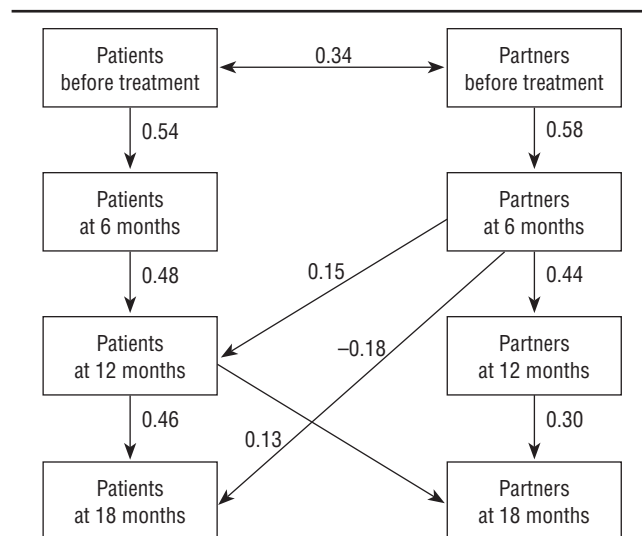 Patients
before treatment
0.34
Partners
before treatment
0.54
0.58
Patients
at 6 months
Partners
at 6 months
0.48
0.15
0.44
Patients
at 12 months
–0.18
Partners
at 12 months
0.46
0.13
0.30
Patients
at 18 months
Partners
at 18 months